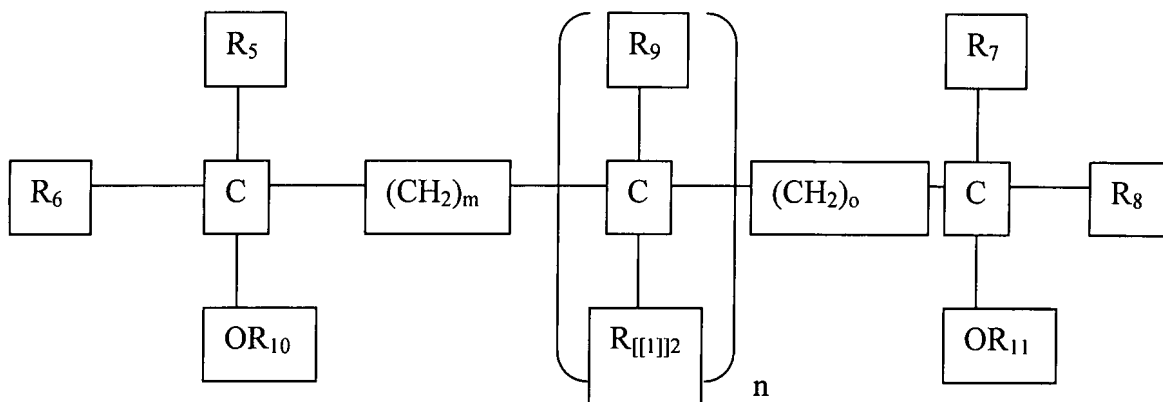 R₅ R₉ R₇
R₆ C (CH₂)ₘ C (CH₂)ₒ C R₈
OR₁₀ R[[1]]2 OR₁₁
n